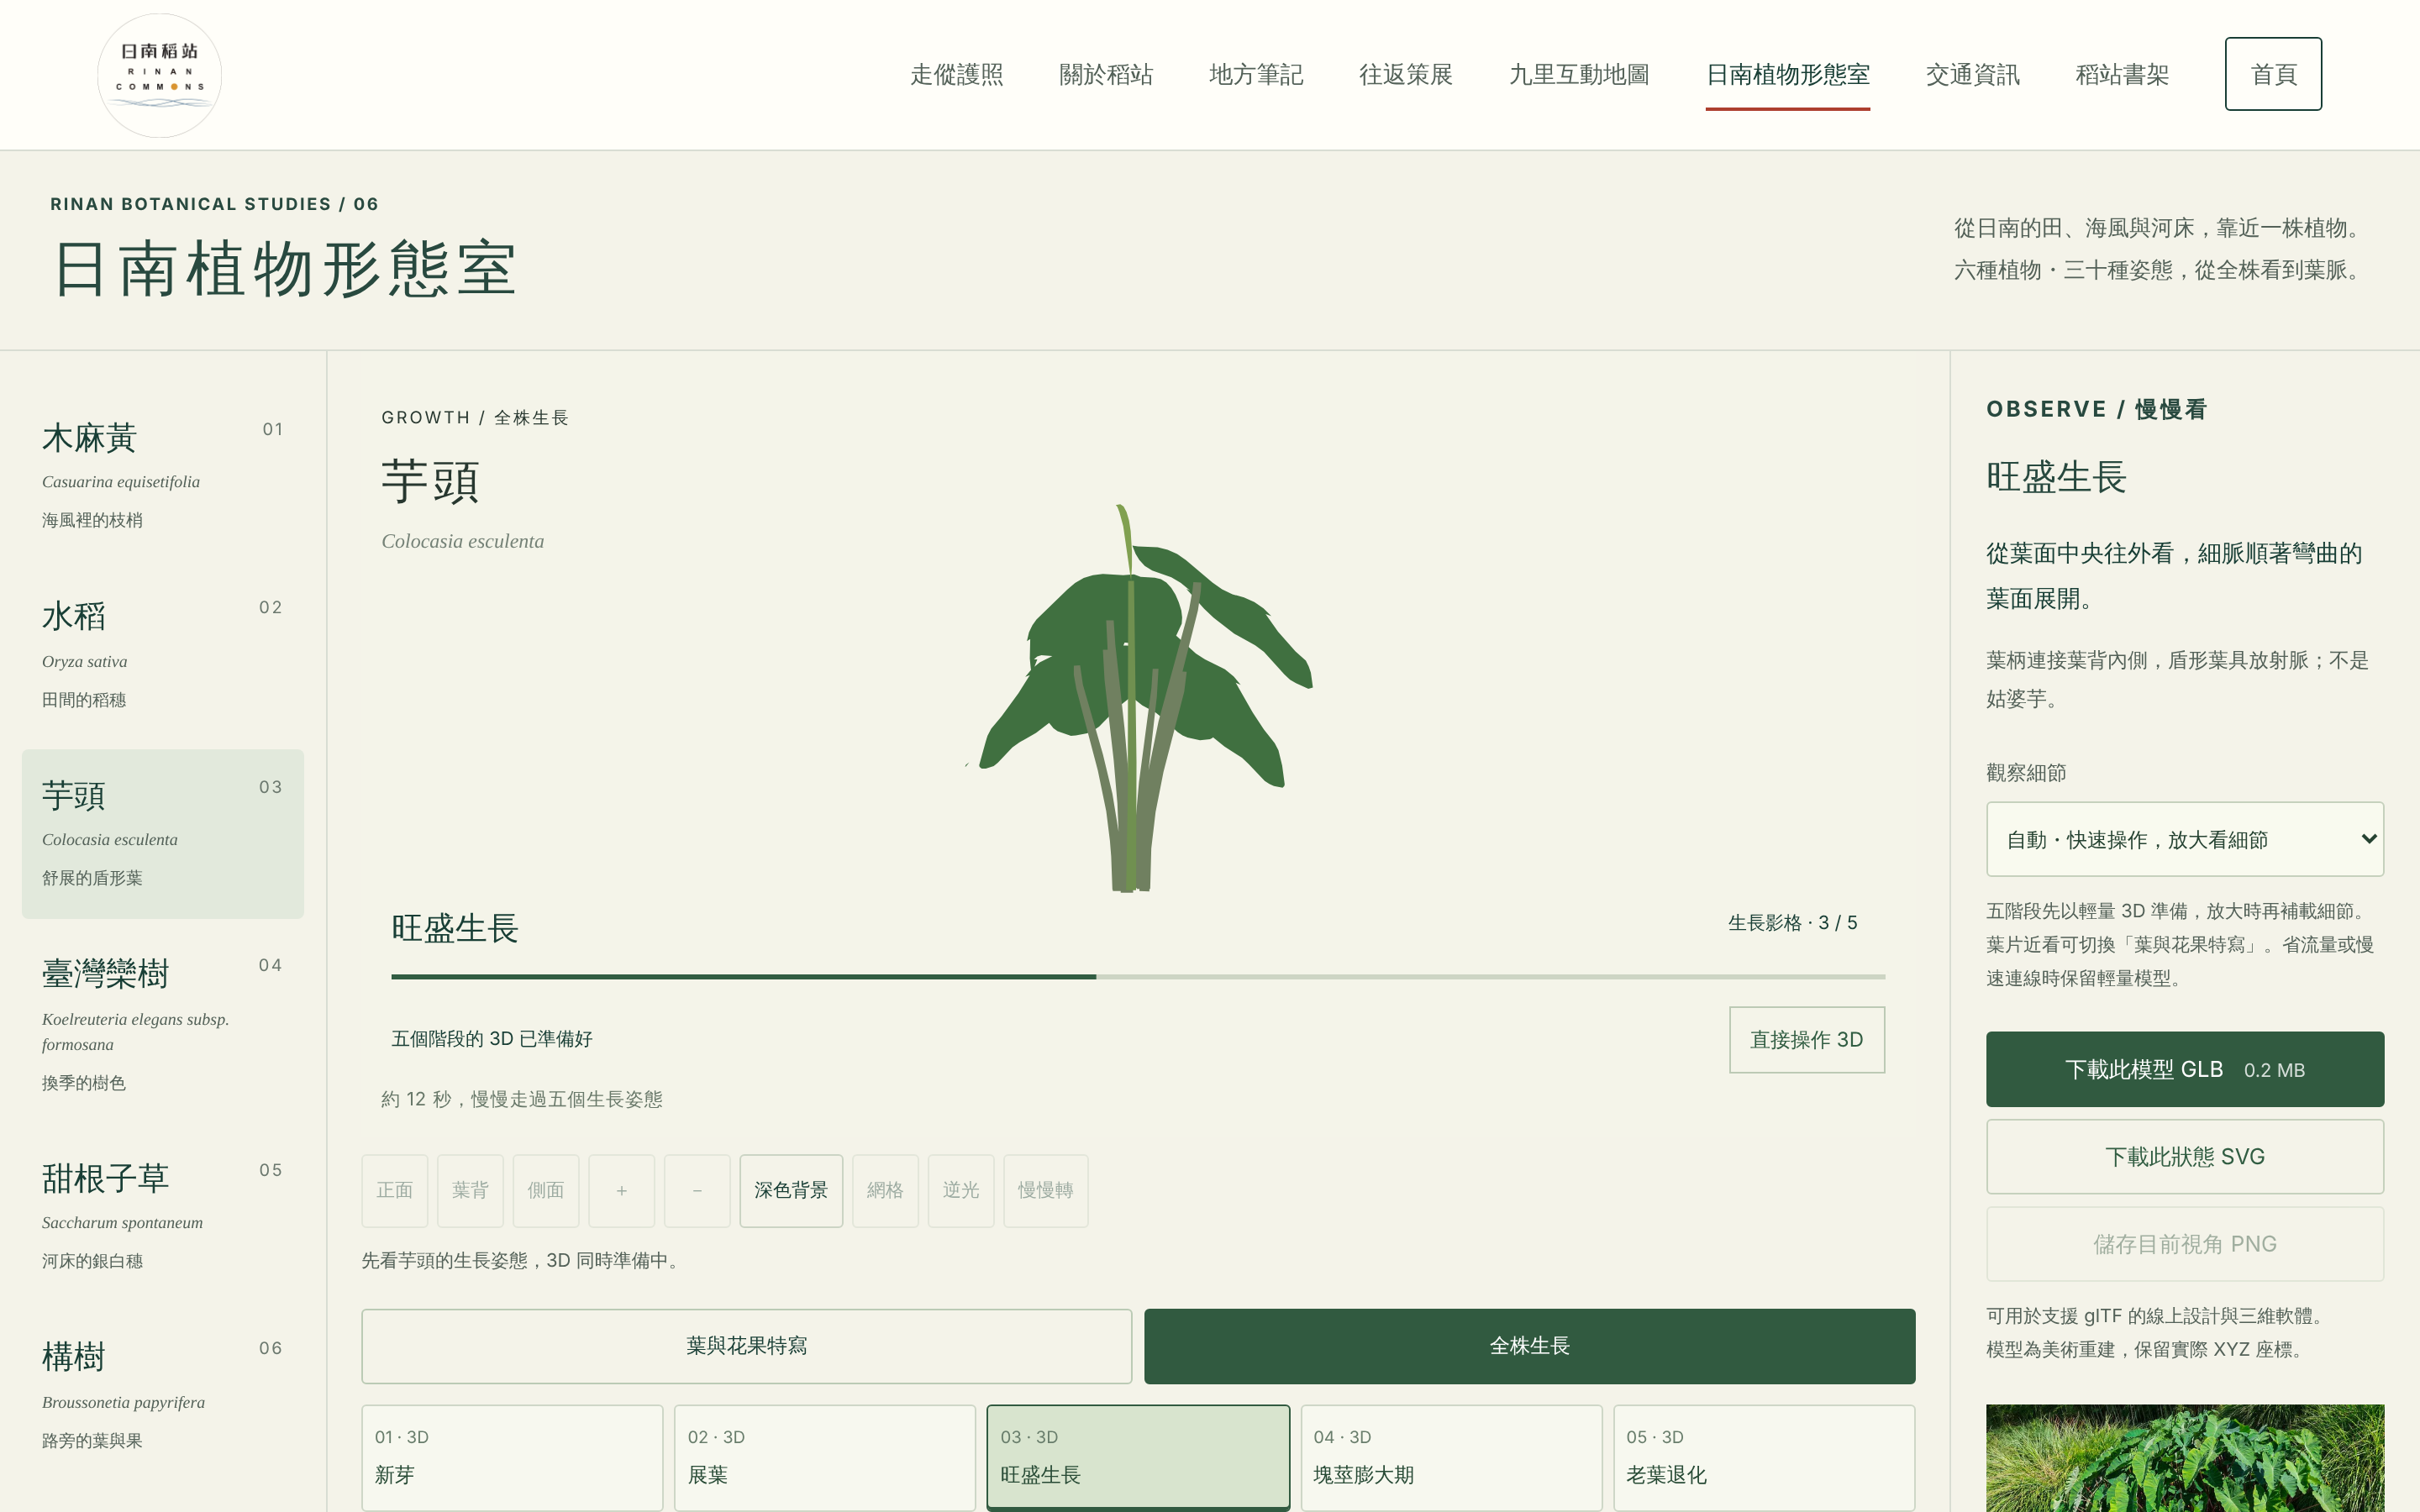 日南稻站
RINAN
COMMONS
走從護照
關於稻站
地方筆記
往返策展
九里互動地圖
日南植物形態室
交通資訊
稻站書架
首頁
RINAN BOTANICAL STUDIES / 06
日南植物形態室
從日南的田、海風與河床，靠近一株植物。
六種植物・三十種姿態，從全株看到葉脈。
木麻黃
01
Casuarina equisetifolia
海風裡的枝梢
水稻
02
Oryza sativa
田間的稻穗
芋頭
03
Colocasia esculenta
舒展的盾形葉
臺灣欒樹
04
Koelreuteria elegans subsp.
formosana
換季的樹色
甜根子草
05
Saccharum spontaneum
河床的銀白穗
構樹
06
Broussonetia papyrifera
路旁的葉與果
GROWTH / 全株生長
芋頭
Colocasia esculenta
旺盛生長
生長影格 · 3 / 5
五個階段的 3D 已準備好
直接操作 3D
約 12 秒，慢慢走過五個生長姿態
正面
葉背
側面
+
−
深色背景
網格
逆光
慢慢轉
先看芋頭的生長姿態，3D 同時準備中。
葉與花果特寫
全株生長
01 · 3D
新芽
02 · 3D
展葉
03 · 3D
旺盛生長
04 · 3D
塊莖膨大期
05 · 3D
老葉退化
OBSERVE / 慢慢看
旺盛生長
從葉面中央往外看，細脈順著彎曲的
葉面展開。
葉柄連接葉背內側，盾形葉具放射脈；不是
姑婆芋。
觀察細節
自動・快速操作，放大看細節
五階段先以輕量 3D 準備，放大時再補載細節。
葉片近看可切換「葉與花果特寫」。省流量或慢
速連線時保留輕量模型。
下載此模型 GLB 0.2 MB
下載此狀態 SVG
儲存目前視角 PNG
可用於支援 glTF 的線上設計與三維軟體。
模型為美術重建，保留實際 XYZ 座標。